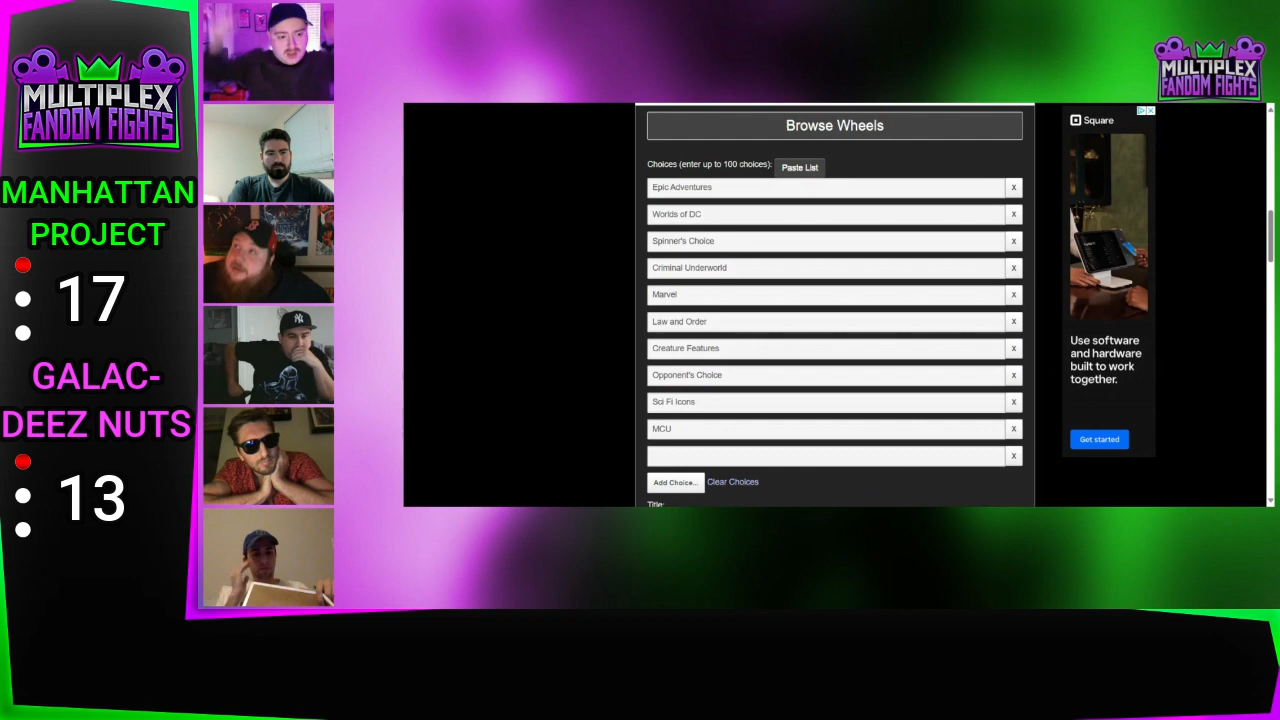 MULTIPLEX
FANDOM FIGHTS
MANHATTAN
PROJECT
17
GALAC-
DEEZ NUTS
13
MULTIPLEX
FANDOM FIGHTS
Browse Wheels
Choices (enter up to 100 choices): Paste List
Epic Adventures x
Worlds of DC x
Spinner's Choice x
Criminal Underworld x
Marvel x
Law and Order x
Creature Features x
Opponent's Choice x
Sci Fi Icons x
MCU x
x
Add Choice... Clear Choices
Title:
Square
Use software
and hardware
built to work
together.
Get started